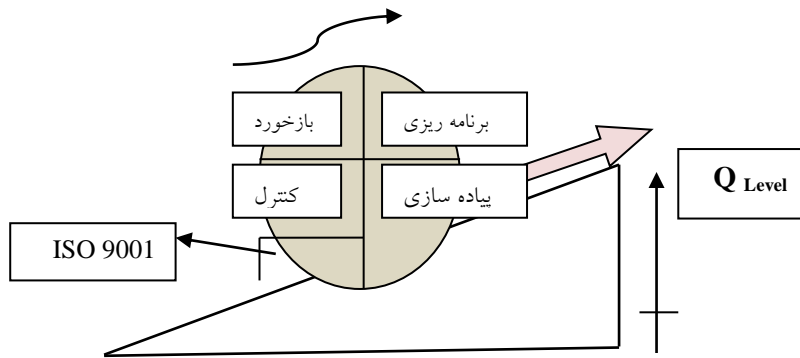 برنامه ریزی
بازخورد
پیاده سازی
کنترل
Q Level
ISO 9001